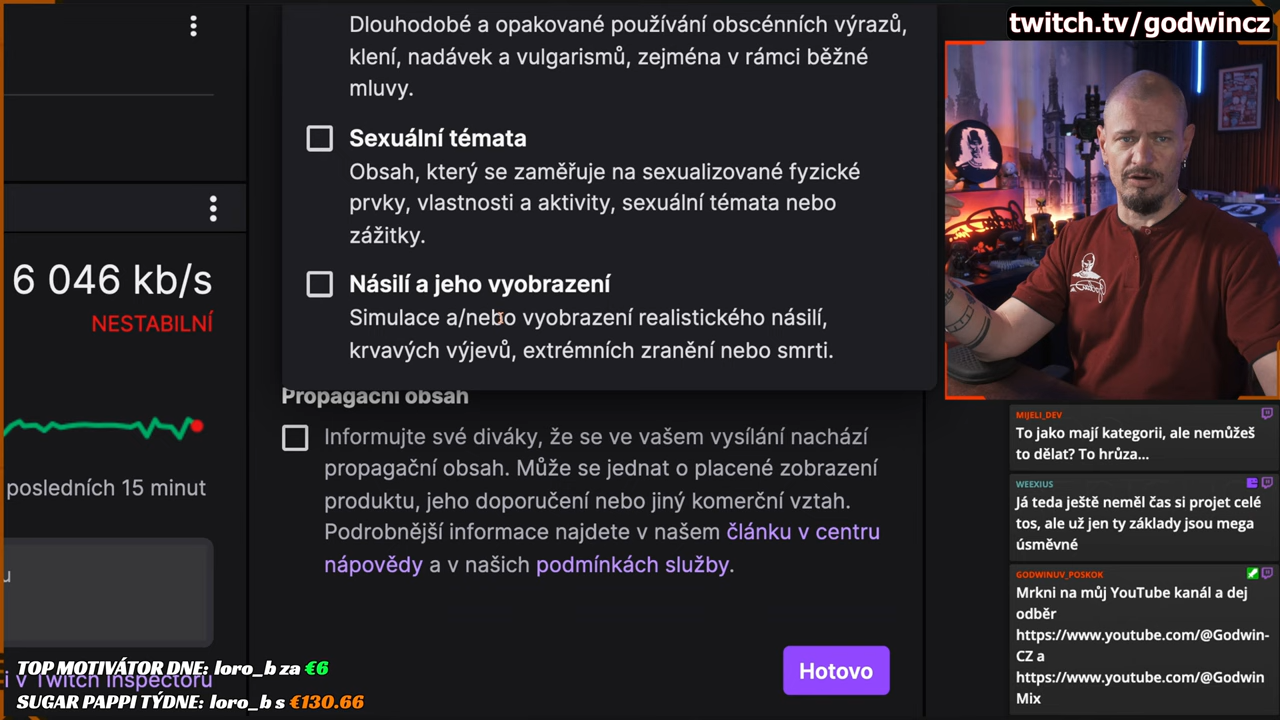 twitch.tv/godwincz
Dlouhodobé a opakované používání obscénních výrazů,
klení, nadávek a vulgarismů, zejména v rámci běžné
mluvy.
Sexuální témata
Obsah, který se zaměřuje na sexualizované fyzické
prvky, vlastnosti a aktivity, sexuální témata nebo
zážitky.
Násilí a jeho vyobrazení
Simulace a/nebo vyobrazení realistického násilí,
krvavých výjevů, extrémních zranění nebo smrti.
6 046 kb/s
NESTABILNÍ
posledních 15 minut
Propagační obsah
Informujte své diváky, že se ve vašem vysílání nachází
propagační obsah. Může se jednat o placené zobrazení
produktu, jeho doporučení nebo jiný komerční vztah.
Podrobnější informace najdete v našem článku v centru
nápovědy a v našich podmínkách služby.
Hotovo
i v Twitch Inspectoru
TOP MOTIVÁTOR DNE: loro_b za €6
SUGAR PAPPI TÝDNE: loro_b s €130.66
MIJELI_DEV
To jako mají kategorii, ale nemůžeš
to dělat? To hrůza...
WEEXIUS
Já teda ještě neměl čas si projet celé
tos, ale už jen ty základy jsou mega
úsměvné
GODWINUV_POSKOK
Mrkni na můj YouTube kanál a dej
odběr
https://www.youtube.com/@Godwin-
CZ a
https://www.youtube.com/@Godwin
Mix